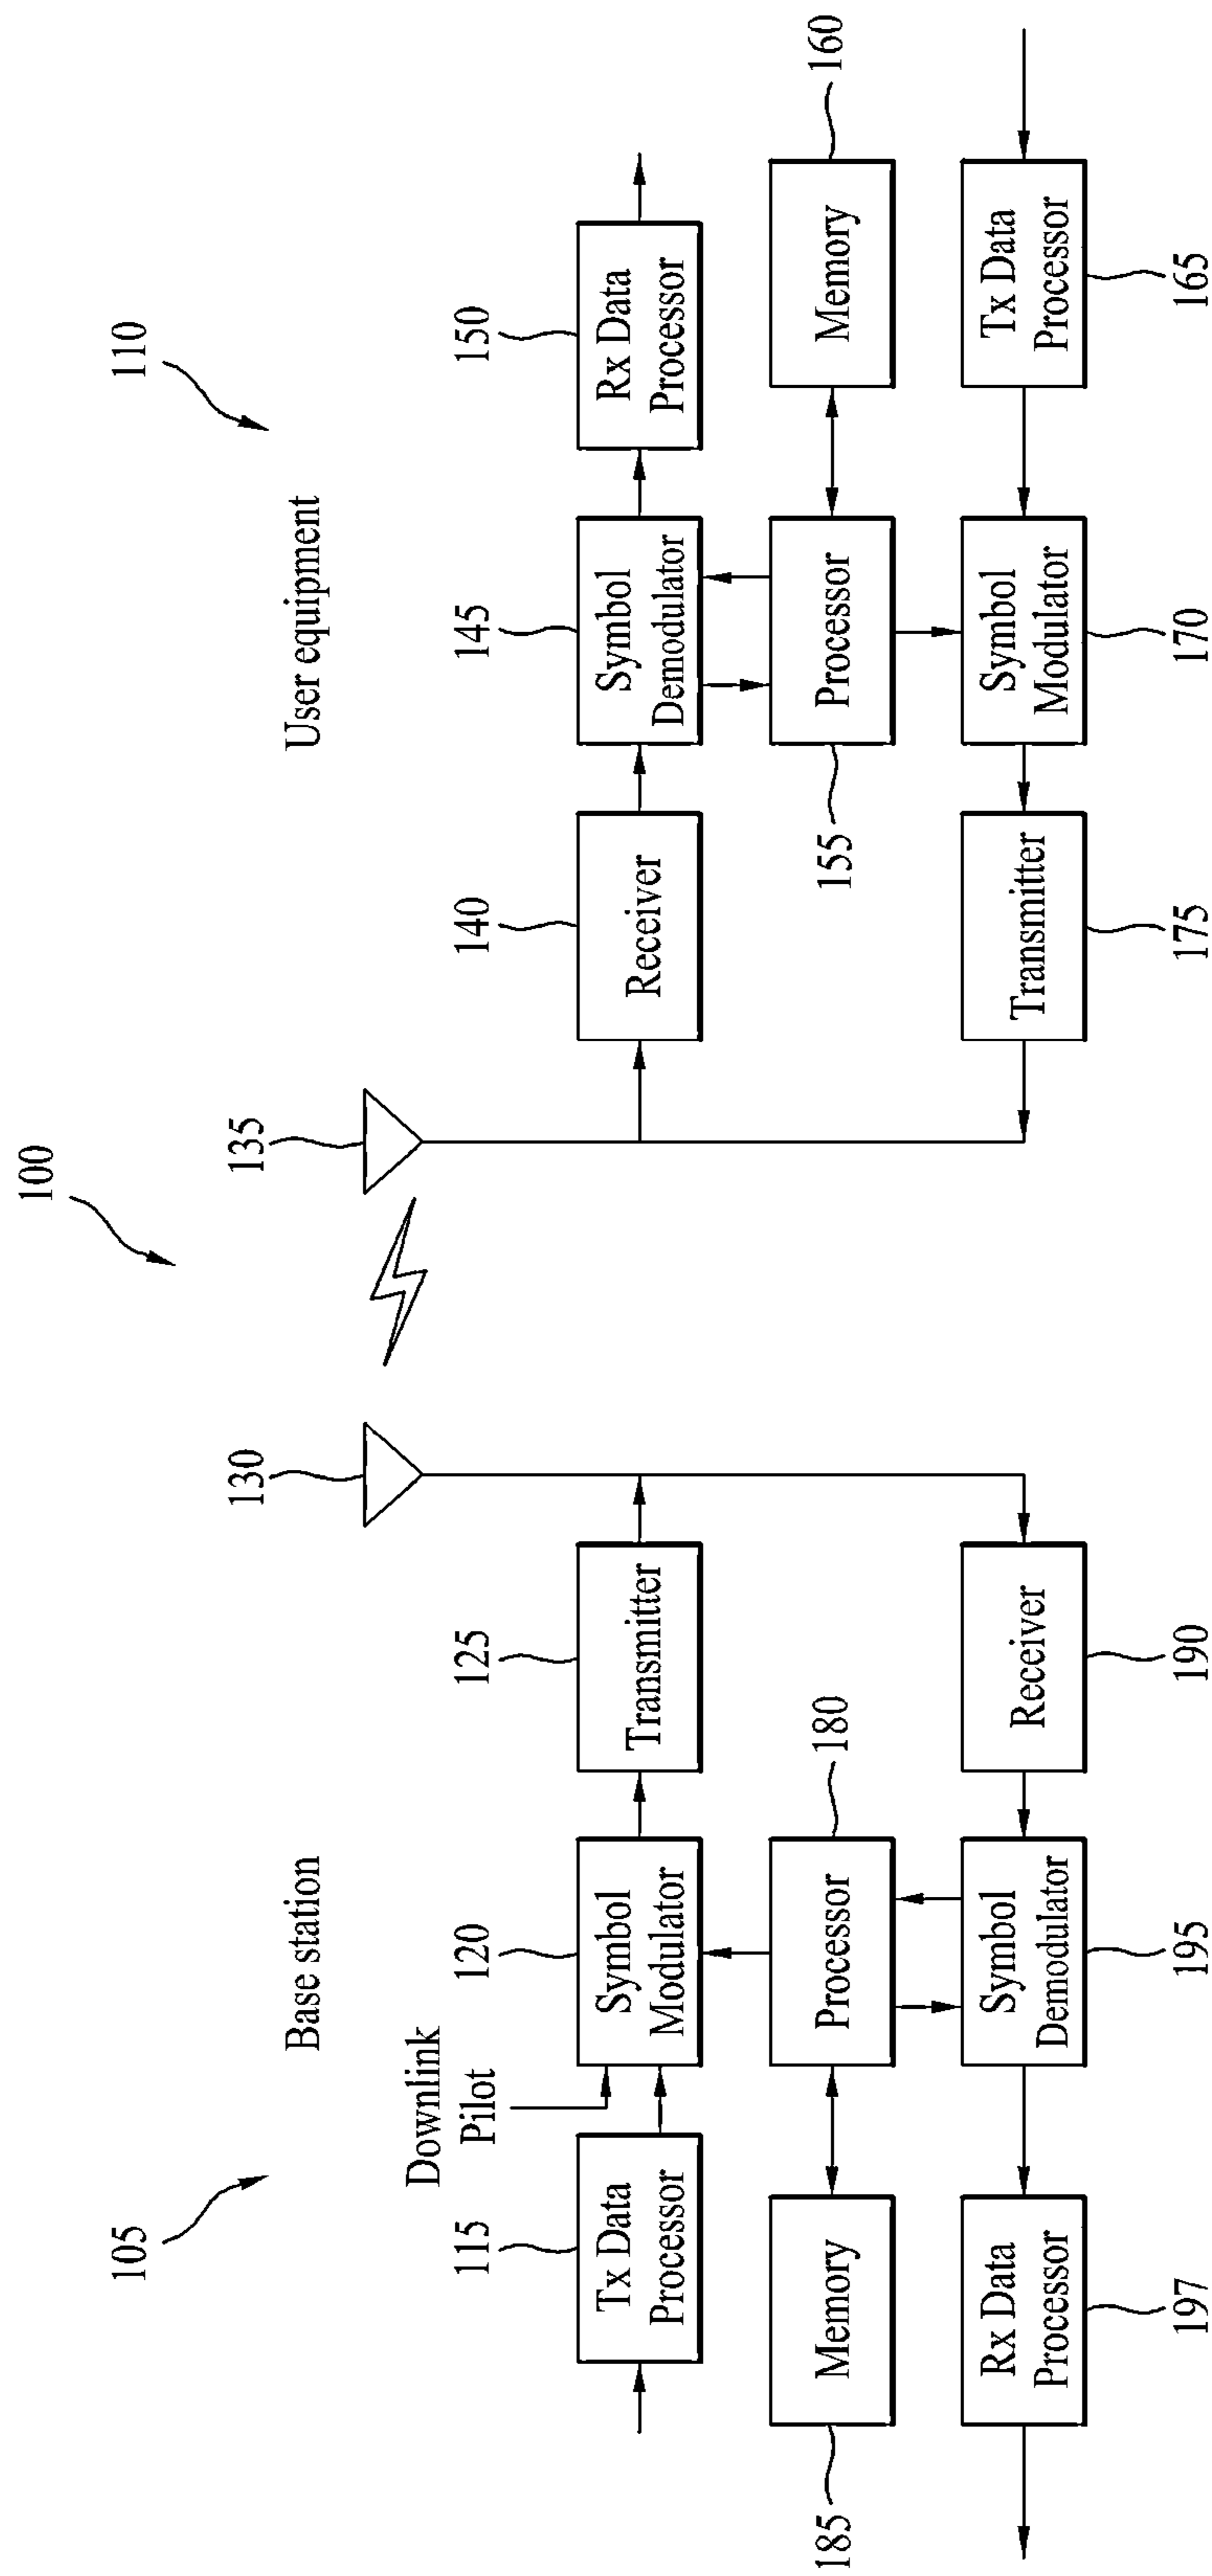 100
105
Base station
User equipment
110
130
135
Downlink
Pilot
115
120
125
140
145
150
Tx Data
Processor
Symbol
Modulator
Transmitter
Receiver
Symbol
Demodulator
Rx Data
Processor
180
160
Memory
Processor
Processor
Memory
185
155
Rx Data
Processor
Symbol
Demodulator
Receiver
Transmitter
Symbol
Modulator
Tx Data
Processor
197
195
190
175
170
165